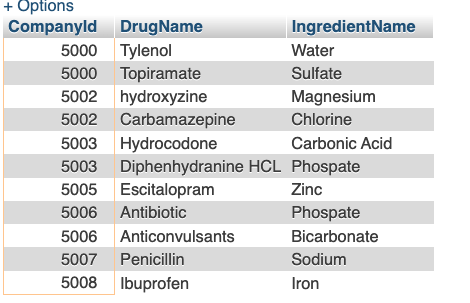 + Options
CompanyId DrugName IngredientName
5000 Tylenol Water
5000 Topiramate Sulfate
5002 hydroxyzine Magnesium
5002 Carbamazepine Chlorine
5003 Hydrocodone Carbonic Acid
5003 Diphenhydranine HCL Phospate
5005 Escitalopram Zinc
5006 Antibiotic Phospate
5006 Anticonvulsants Bicarbonate
5007 Penicillin Sodium
5008 Ibuprofen Iron